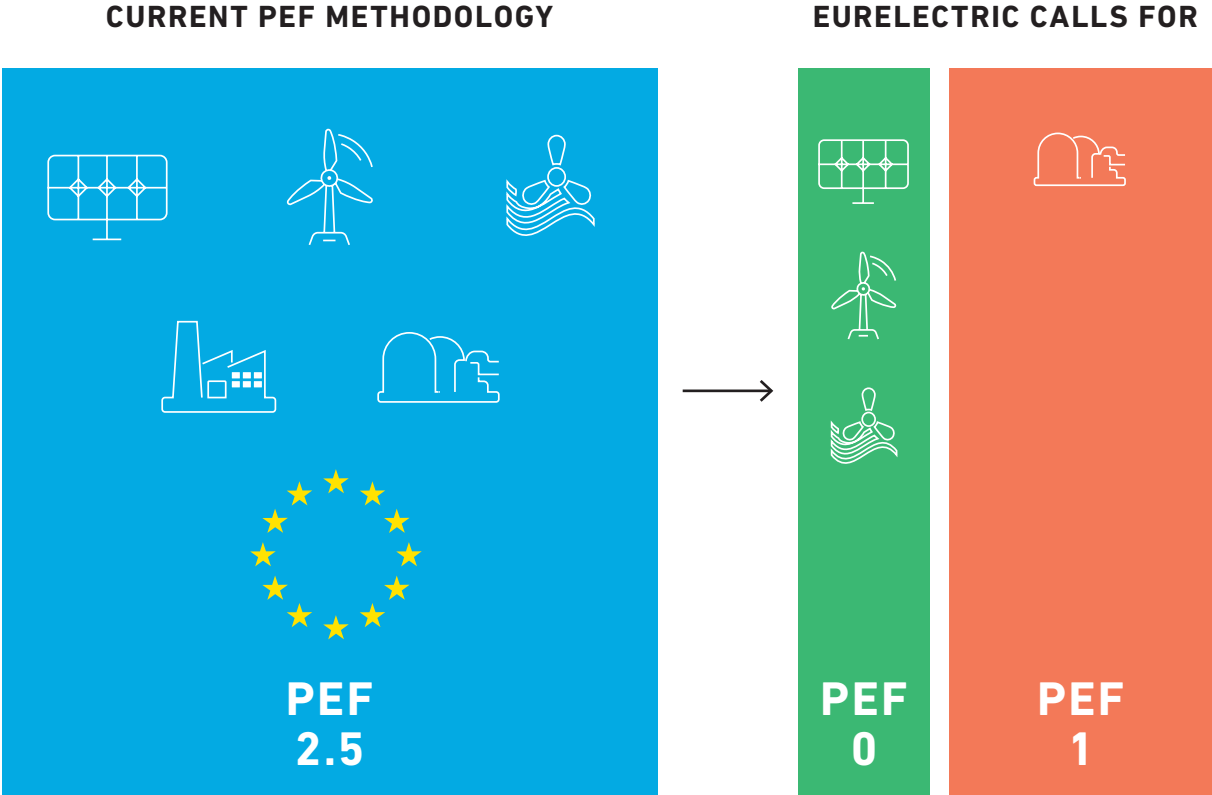 CURRENT PEF METHODOLOGY
PEF
2.5
EURELECTRIC CALLS FOR
PEF
0
PEF
1